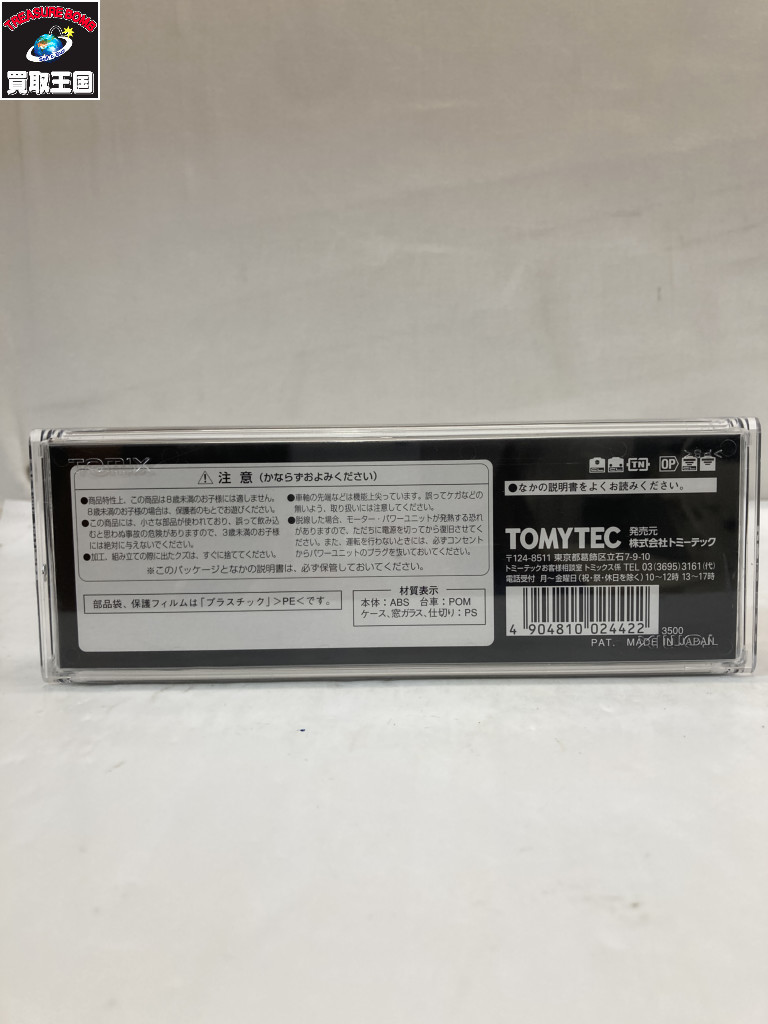 TREASURE BOMB
買取王国
TOMIX
注 意 (かならずおよみください)
●商品特性上、この商品は8歳未満のお子様には適しません。
8歳未満のお子様の場合は、保護者のもとでお遊びください。
●この商品には、小さな部品が使われており、誤って飲み込
むと思わぬ事故の危険がありますので、3歳未満のお子様
には絶対に与えないでください。
●加工、組み立ての際に出たクズは、すぐに捨ててください。
●車軸の先端などは機能上尖っています。誤ってケガなどの
無いよう、取り扱いには注意してください。
●脱線した場合、モーター・パワーユニットが発熱する恐れ
がありますので、ただちに電源を切ってから復旧させてく
ださい。また、運転を行わないときには、必ずコンセント
からパワーユニットのプラグを抜いておいてください。
※このパッケージとなかの説明書は、必ず保管しておいてください。
部品袋、保護フィルムは「プラスチック」>PE<です。
材質表示
本体:ABS 台車:POM
ケース、窓ガラス、仕切り:PS
TN OP
●なかの説明書をよくお読みください。
TOMYTEC 発売元 株式会社トミーテック
〒124-8511 東京都葛飾区立石7-9-10
トミーテックお客様相談室 トミックス係 TEL 03(3695)3161(代)
電話受付 月〜金曜日(祝・祭・休日を除く)10〜12時 13〜17時
4 904810 024422
3500
PAT. MADE IN JAPAN